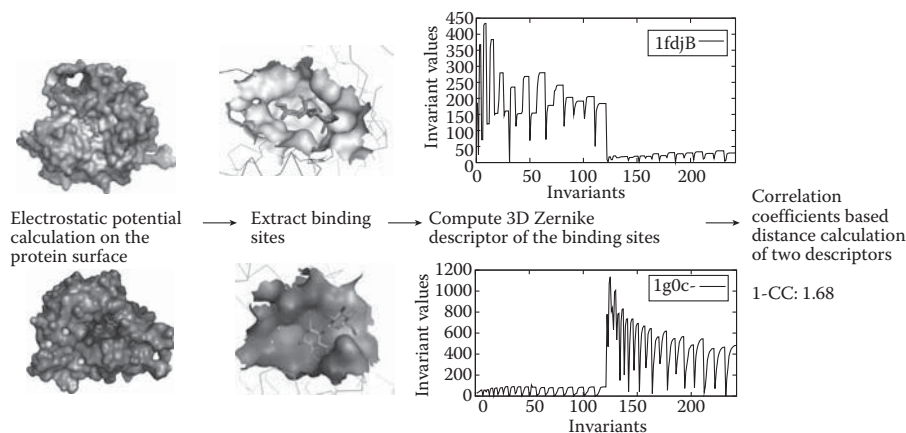 450
400
350
300
250
200
150
100
50
0
Invariant values
1fdjB
0 50 100 150 200
Invariants
Electrostatic potential
calculation on the
protein surface
Extract binding
sites
Compute 3D Zernike
descriptor of the binding sites
Correlation
coefficients based
distance calculation
of two descriptors
1-CC: 1.68
1200
1000
800
600
400
200
0
Invariant values
1g0c-
0 50 100 150 200
Invariants